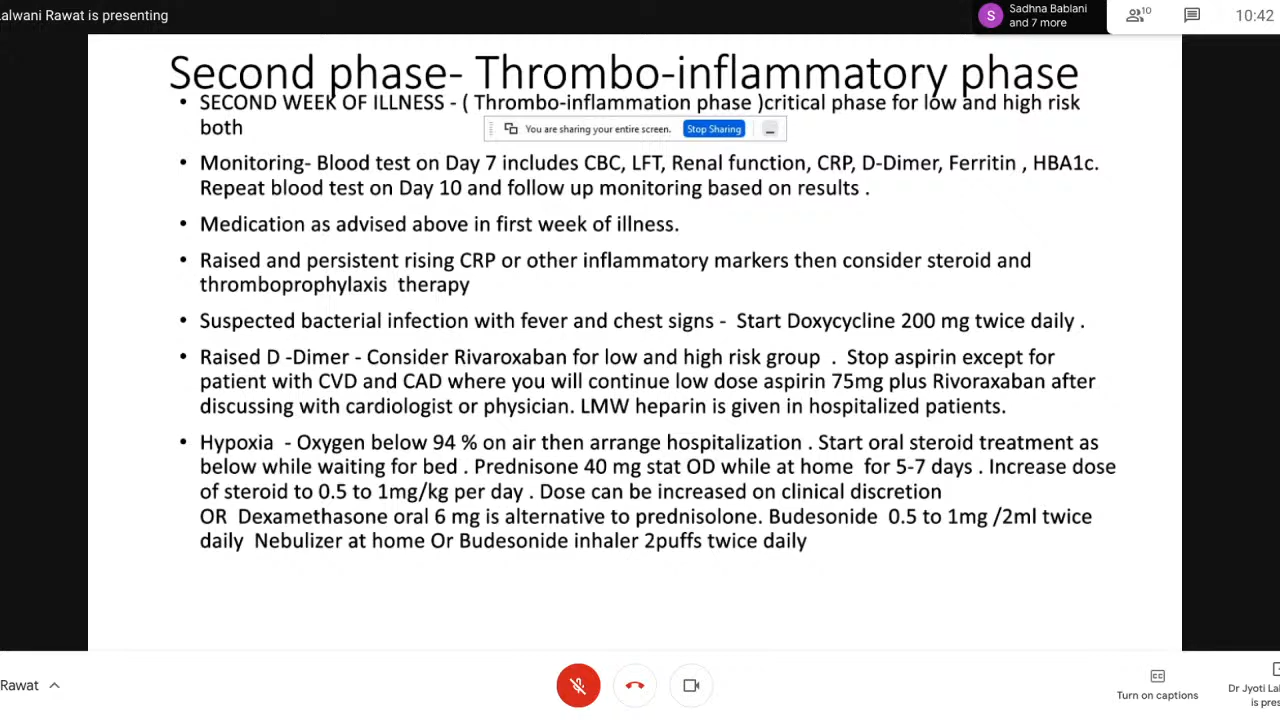 alwani Rawat is presenting
S
Sadhna Bablani
and 7 more
10
10:42
Second phase- Thrombo-inflammatory phase
• SECOND WEEK OF ILLNESS - ( Thrombo-inflammation phase )critical phase for low and high risk
both
You are sharing your entire screen. Stop Sharing
• Monitoring- Blood test on Day 7 includes CBC, LFT, Renal function, CRP, D-Dimer, Ferritin , HBA1c.
Repeat blood test on Day 10 and follow up monitoring based on results .
• Medication as advised above in first week of illness.
• Raised and persistent rising CRP or other inflammatory markers then consider steroid and
thromboprophylaxis therapy
• Suspected bacterial infection with fever and chest signs - Start Doxycycline 200 mg twice daily .
• Raised D -Dimer - Consider Rivaroxaban for low and high risk group . Stop aspirin except for
patient with CVD and CAD where you will continue low dose aspirin 75mg plus Rivoraxaban after
discussing with cardiologist or physician. LMW heparin is given in hospitalized patients.
• Hypoxia - Oxygen below 94 % on air then arrange hospitalization . Start oral steroid treatment as
below while waiting for bed . Prednisone 40 mg stat OD while at home for 5-7 days . Increase dose
of steroid to 0.5 to 1mg/kg per day . Dose can be increased on clinical discretion
OR Dexamethasone oral 6 mg is alternative to prednisolone. Budesonide 0.5 to 1mg /2ml twice
daily Nebulizer at home Or Budesonide inhaler 2puffs twice daily
Rawat
CC
Turn on captions
Dr Jyoti Lal
is pres